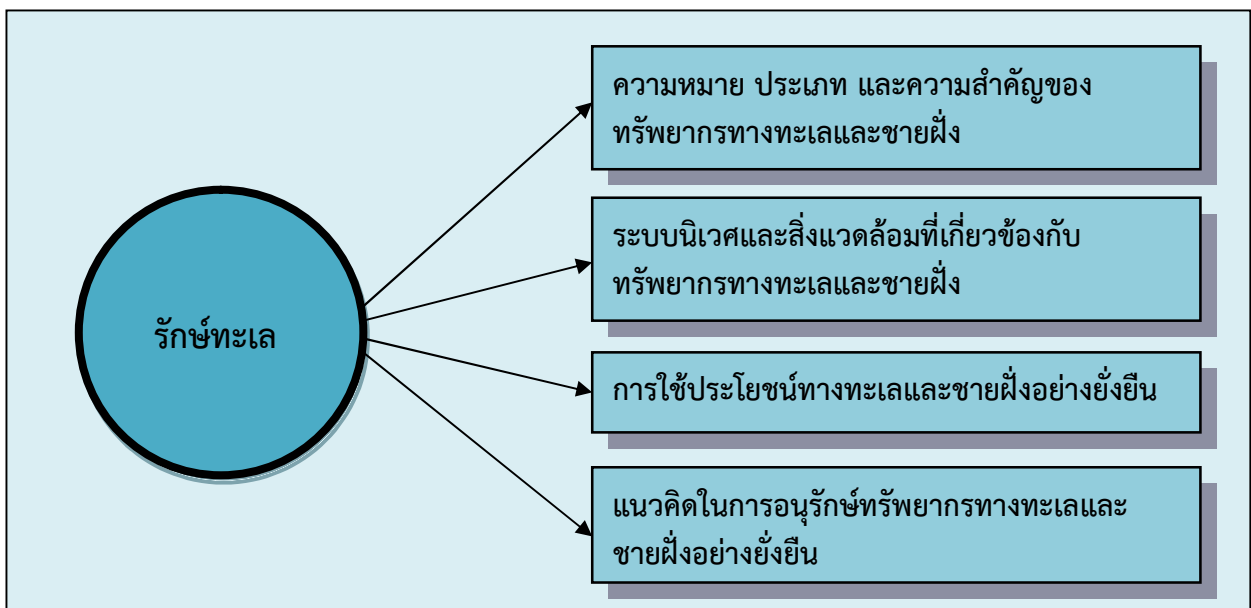 รักษ์ทะเล
ความหมาย ประเภท และความสำคัญของ
ทรัพยากรทางทะเลและชายฝั่ง
ระบบนิเวศและสิ่งแวดล้อมที่เกี่ยวข้องกับ
ทรัพยากรทางทะเลและชายฝั่ง
การใช้ประโยชน์ทางทะเลและชายฝั่งอย่างยั่งยืน
แนวคิดในการอนุรักษ์ทรัพยากรทางทะเลและ
ชายฝั่งอย่างยั่งยืน